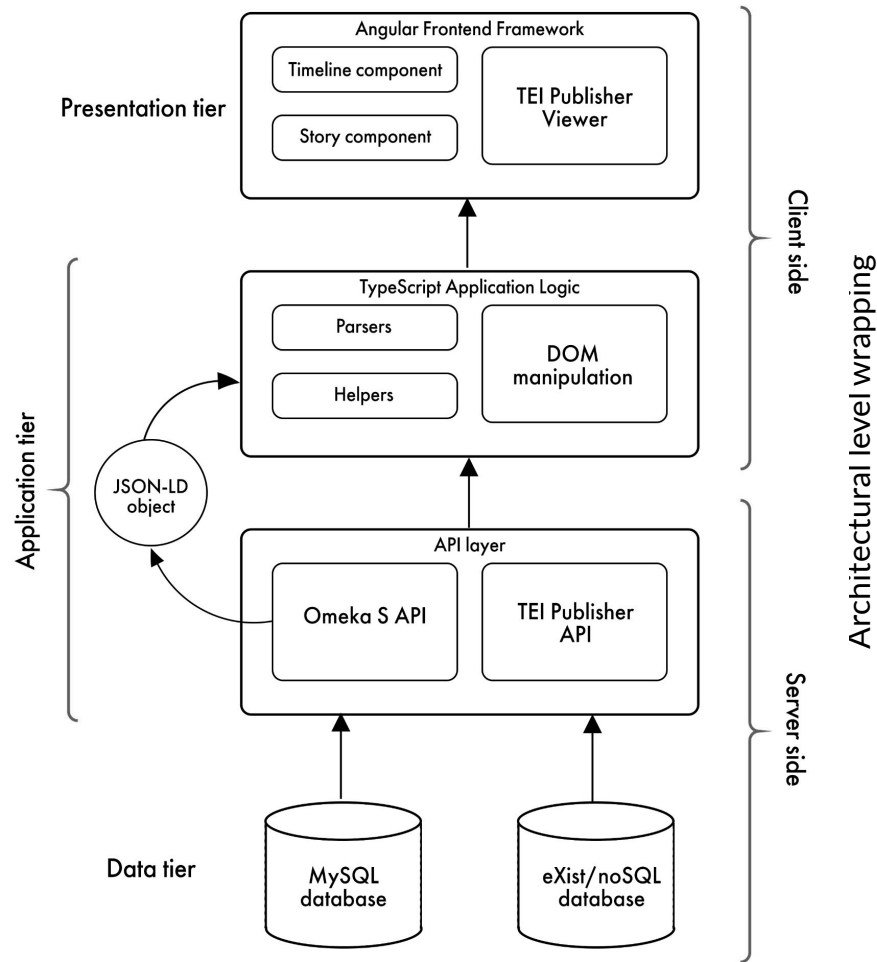 Angular Frontend Framework
Timeline component
Story component
TEI Publisher
Viewer
Presentation tier
Client side
TypeScript Application Logic
Parsers
Helpers
DOM
manipulation
Application tier
JSON-LD
object
Architectural level wrapping
API layer
Omeka S API
TEI Publisher
API
Server side
Data tier
MySQL
database
eXist/noSQL
database